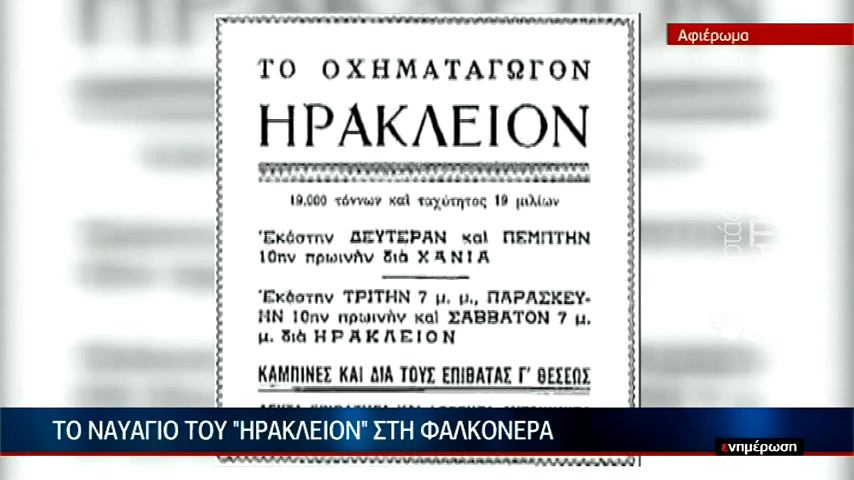 Αφιέρωμα
ΤΟ ΟΧΗΜΑΤΑΓΩΓΟΝ
ΗΡΑΚΛΕΙΟΝ
19.000 τόννων καὶ ταχύτητος 19 μιλίων
Ἑκάστην ΔΕΥΤΕΡΑΝ καὶ ΠΕΜΠΤΗΝ
10ην πρωινὴν διὰ ΧΑΝΙΑ
Ἑκάστην ΤΡΙΤΗΝ 7 μ. μ., ΠΑΡΑΣΚΕΥ-
ΗΝ 10ην πρωινὴν καὶ ΣΑΒΒΑΤΟΝ 7 μ.
μ. διὰ ΗΡΑΚΛΕΙΟΝ
ΚΑΜΠΙΝΕΣ ΚΑΙ ΔΙΑ ΤΟΥΣ ΕΠΙΒΑΤΑΣ Γ' ΘΕΣΕΩΣ
ΤΟ ΝΑΥΑΓΙΟ ΤΟΥ "ΗΡΑΚΛΕΙΟΝ" ΣΤΗ ΦΑΛΚΟΝΕΡΑ
ενημέρωση